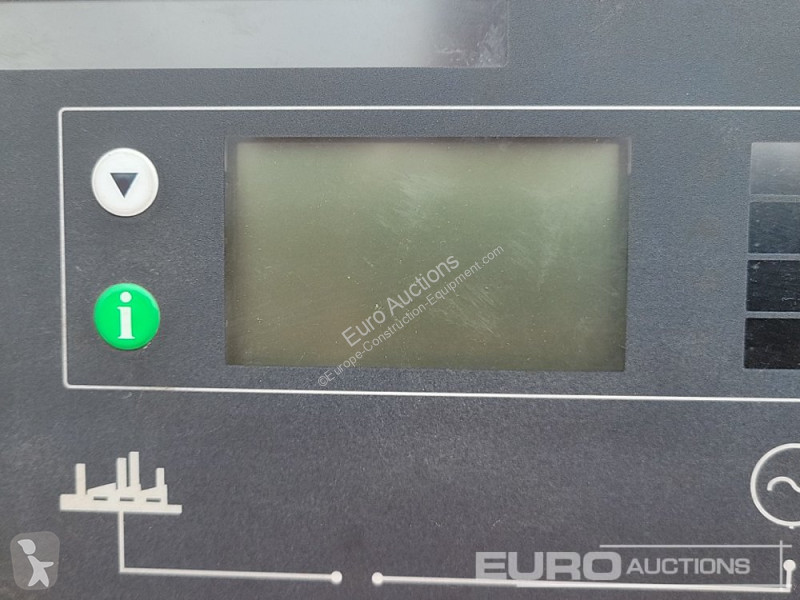 i
Euro Auctions
©Europe-Construction-Equipment.com
EURO AUCTIONS